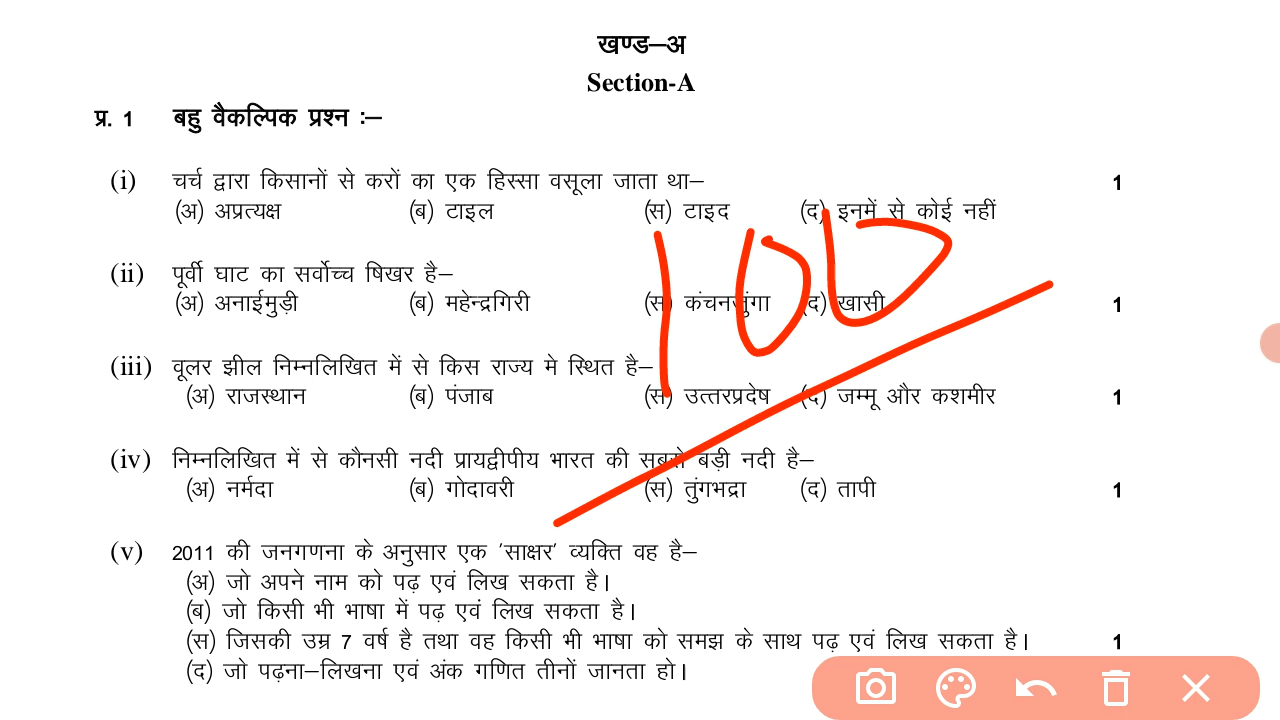 खण्ड–अ
Section-A
प्र. 1 बहु वैकल्पिक प्रश्न :–
(i) चर्च द्वारा किसानों से करों का एक हिस्सा वसूला जाता था– 1
(अ) अप्रत्यक्ष (ब) टाइल (स) टाइद (द) इनमें से कोई नहीं
(ii) पूर्वी घाट का सर्वोच्च षिखर है–
(अ) अनाईमुड़ी (ब) महेन्द्रगिरी (स) कंचनजुंगा (द) खासी 1
(iii) वूलर झील निम्नलिखित में से किस राज्य मे स्थित है–
(अ) राजस्थान (ब) पंजाब (स) उत्तरप्रदेष (द) जम्मू और कशमीर 1
(iv) निम्नलिखित में से कौनसी नदी प्रायद्वीपीय भारत की सबसे बड़ी नदी है–
(अ) नर्मदा (ब) गोदावरी (स) तुंगभद्रा (द) तापी 1
(v) 2011 की जनगणना के अनुसार एक 'साक्षर' व्यक्ति वह है–
(अ) जो अपने नाम को पढ़ एवं लिख सकता है।
(ब) जो किसी भी भाषा में पढ़ एवं लिख सकता है।
(स) जिसकी उम्र 7 वर्ष है तथा वह किसी भी भाषा को समझ के साथ पढ़ एवं लिख सकता है। 1
(द) जो पढ़ना–लिखना एवं अंक गणित तीनों जानता हो।
100